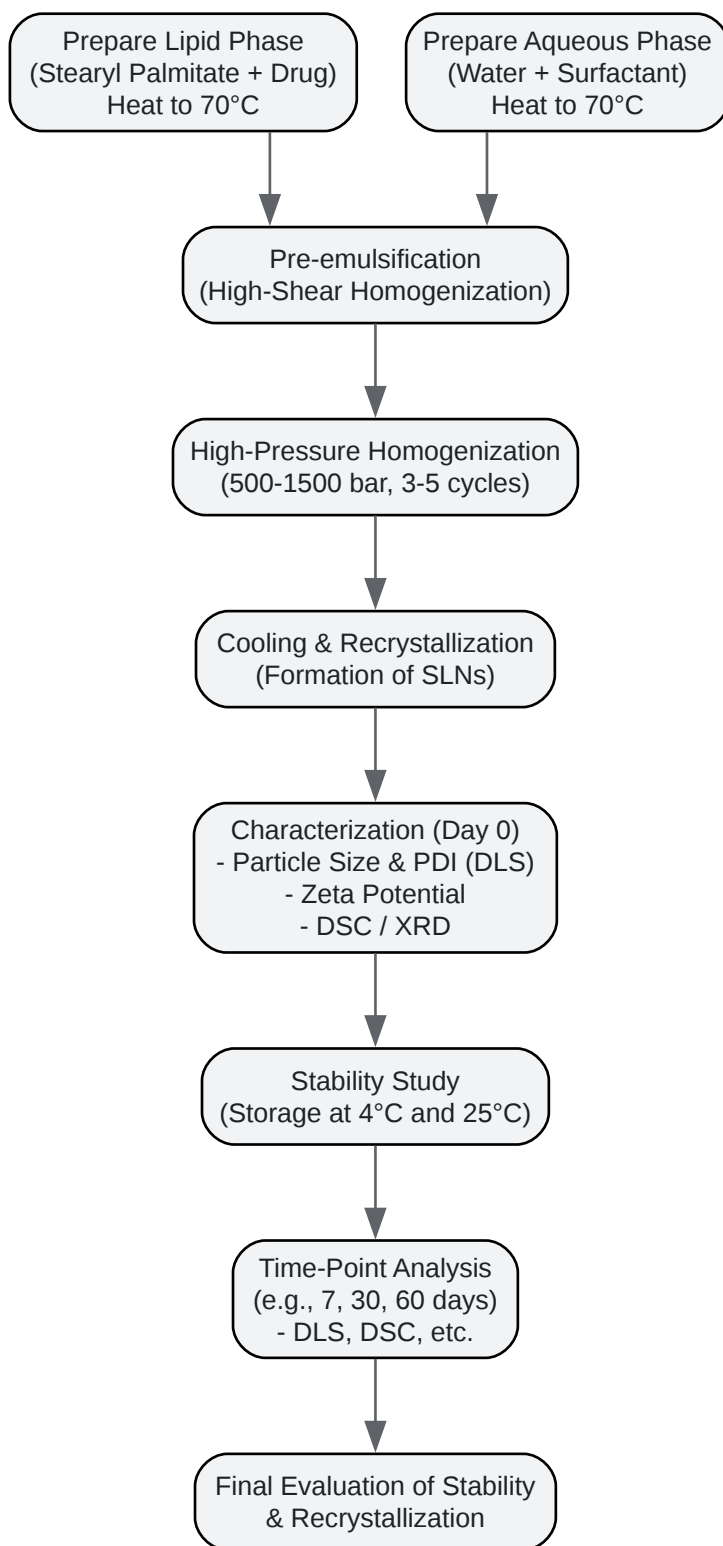 Prepare Lipid Phase
(Stearyl Palmitate + Drug)
Heat to 70°C
Prepare Aqueous Phase
(Water + Surfactant)
Heat to 70°C
Pre-emulsification
(High-Shear Homogenization)
High-Pressure Homogenization
(500-1500 bar, 3-5 cycles)
Cooling & Recrystallization
(Formation of SLNs)
Characterization (Day 0)
- Particle Size & PDI (DLS)
- Zeta Potential
- DSC / XRD
Stability Study
(Storage at 4°C and 25°C)
Time-Point Analysis
(e.g., 7, 30, 60 days)
- DLS, DSC, etc.
Final Evaluation of Stability
& Recrystallization